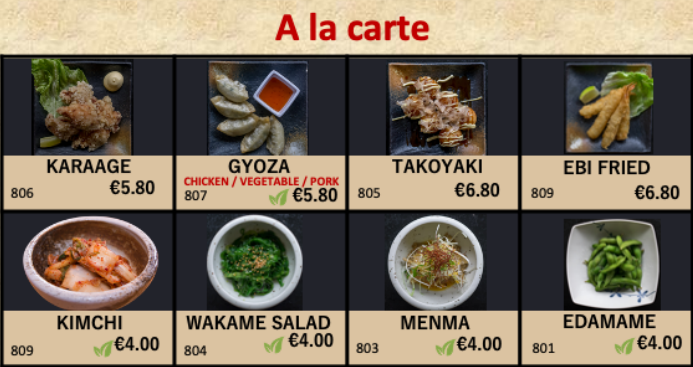 A la carte
KARAAGE
806 €5.80
GYOZA
CHICKEN / VEGETABLE / PORK
807 €5.80
TAKOYAKI
805 €6.80
EBI FRIED
809 €6.80
KIMCHI
809 €4.00
WAKAME SALAD
804 €4.00
MENMA
803 €4.00
EDAMAME
801 €4.00